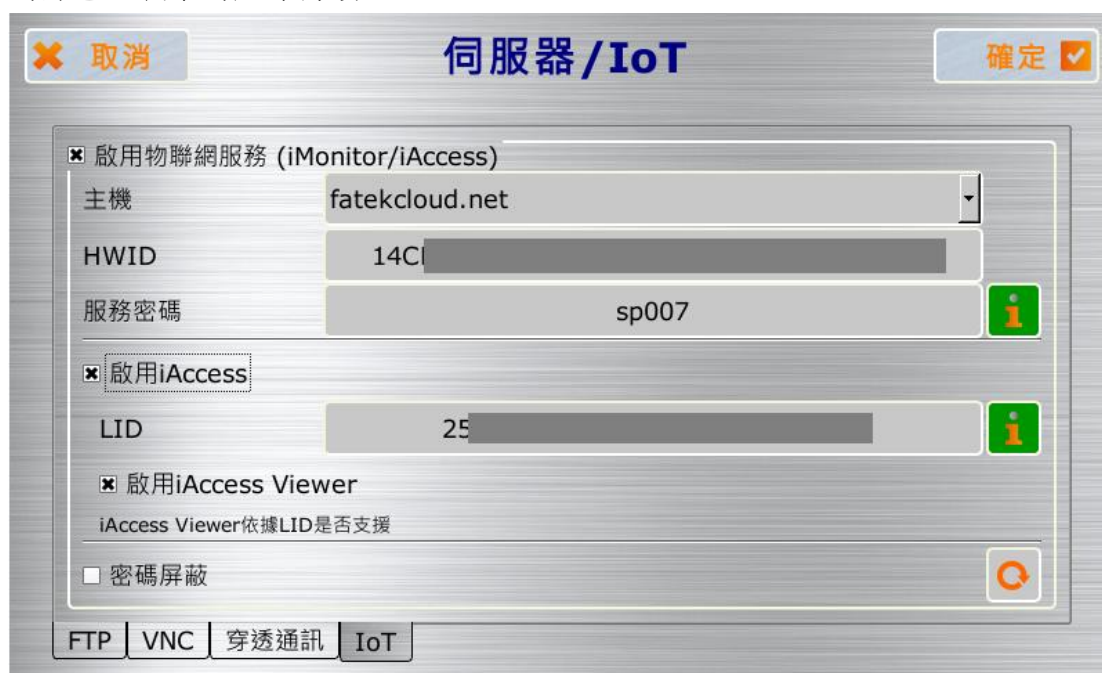 取消
伺服器/IoT
確定
啟用物聯網服務 (iMonitor/iAccess)
主機
fatekcloud.net
HWID
14C
服務密碼
sp007
啟用iAccess
LID
25
啟用iAccess Viewer
iAccess Viewer依據LID是否支援
密碼屏蔽
FTP
VNC
穿透通訊
IoT